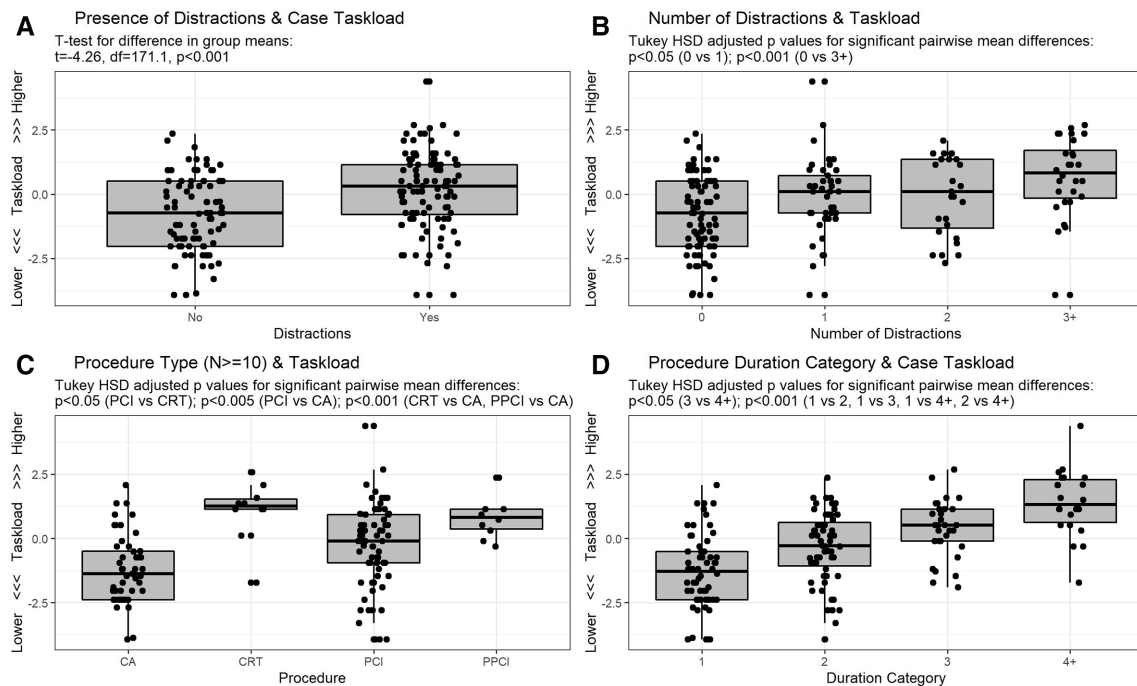 A
Presence of Distractions & Case Taskload
T-test for difference in group means:
t=-4.26, df=171.1, p<0.001
Lower <<< Taskload >>> Higher
2.5
0.0
-2.5
No
Yes
Distractions
B
Number of Distractions & Taskload
Tukey HSD adjusted p values for significant pairwise mean differences:
p<0.05 (0 vs 1); p<0.001 (0 vs 3+)
Lower <<< Taskload >>> Higher
2.5
0.0
-2.5
0
1
2
3+
Number of Distractions
C
Procedure Type (N>=10) & Taskload
Tukey HSD adjusted p values for significant pairwise mean differences:
p<0.05 (PCI vs CRT); p<0.005 (PCI vs CA); p<0.001 (CRT vs CA, PPCI vs CA)
Lower <<< Taskload >>> Higher
2.5
0.0
-2.5
CA
CRT
PCI
PPCI
Procedure
D
Procedure Duration Category & Case Taskload
Tukey HSD adjusted p values for significant pairwise mean differences:
p<0.05 (3 vs 4+); p<0.001 (1 vs 2, 1 vs 3, 1 vs 4+, 2 vs 4+)
Lower <<< Taskload >>> Higher
2.5
0.0
-2.5
1
2
3
4+
Duration Category